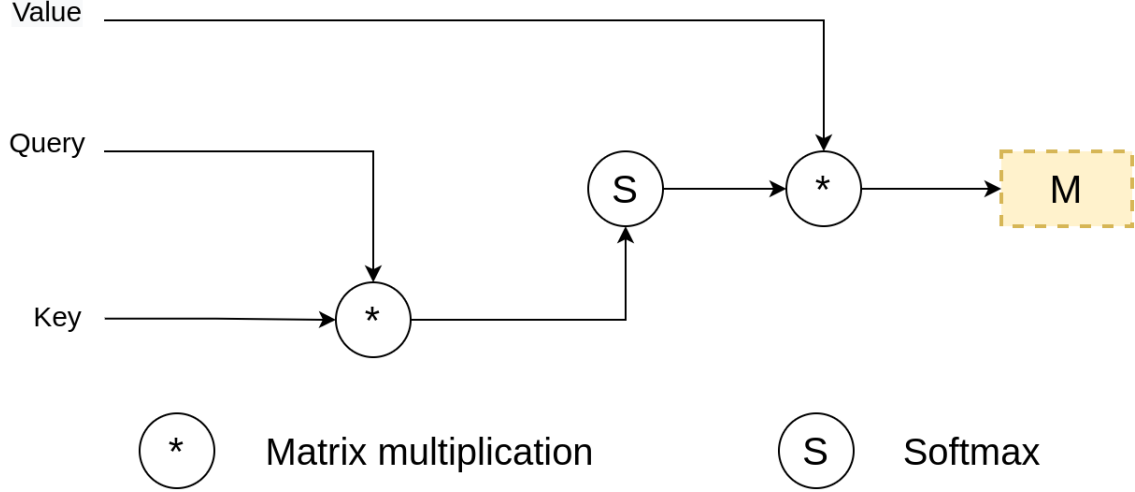 Value
Query
S
*
M
Key
*
* Matrix multiplication
S Softmax